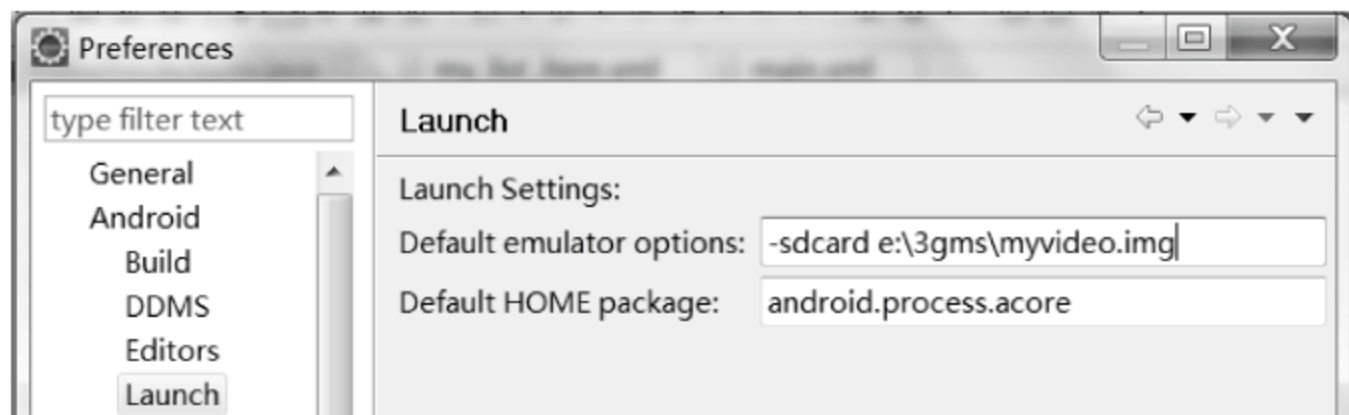 Preferences
type filter text
General
Android
Build
DDMS
Editors
Launch
Launch
Launch Settings:
Default emulator options: -sdcard e:\3gms\myvideo.img
Default HOME package: android.process.acore